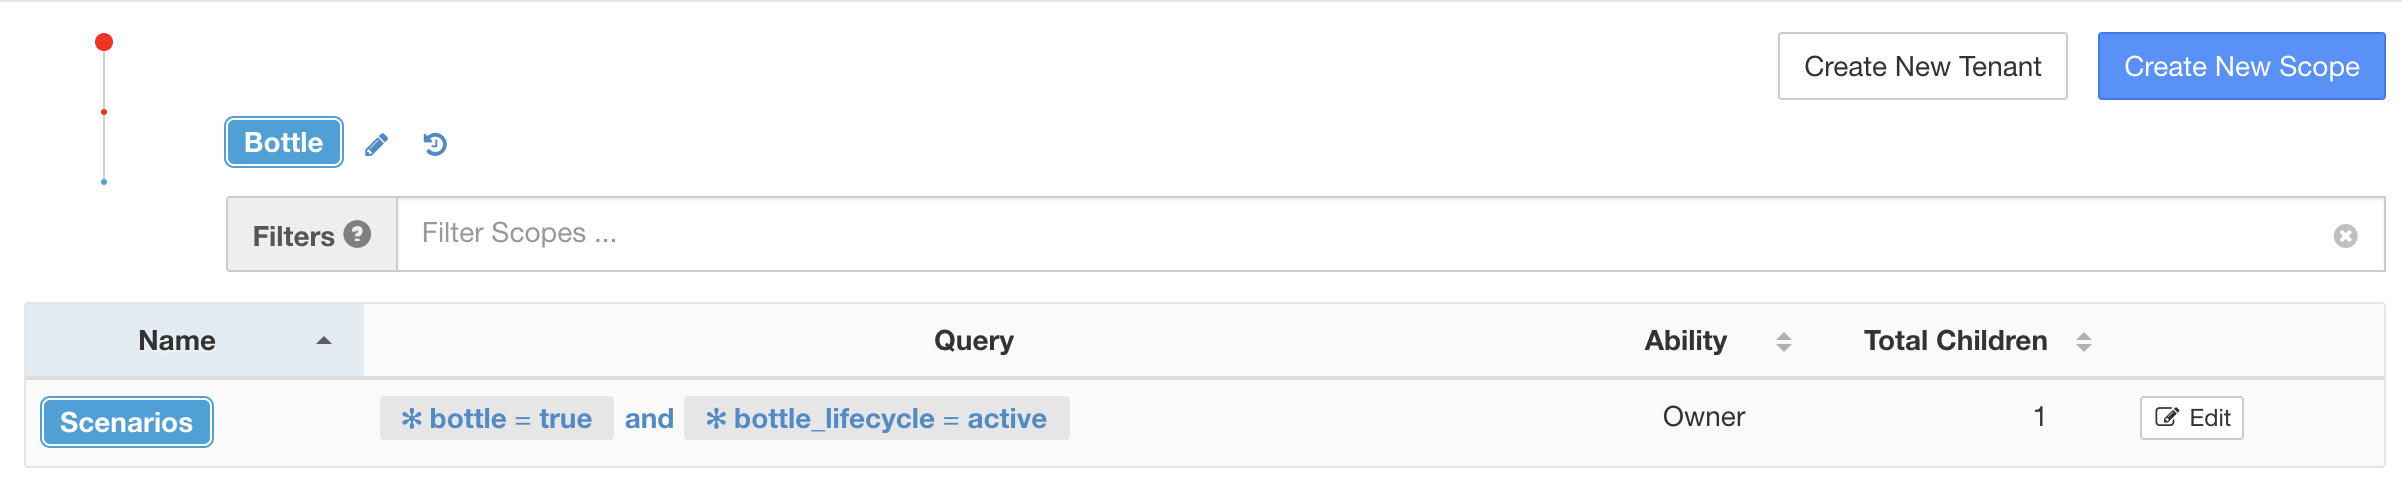 Create New Tenant Create New Scope
Bottle
Filters ? Filter Scopes ...
Name Query Ability Total Children
Scenarios * bottle = true and * bottle_lifecycle = active Owner 1 Edit